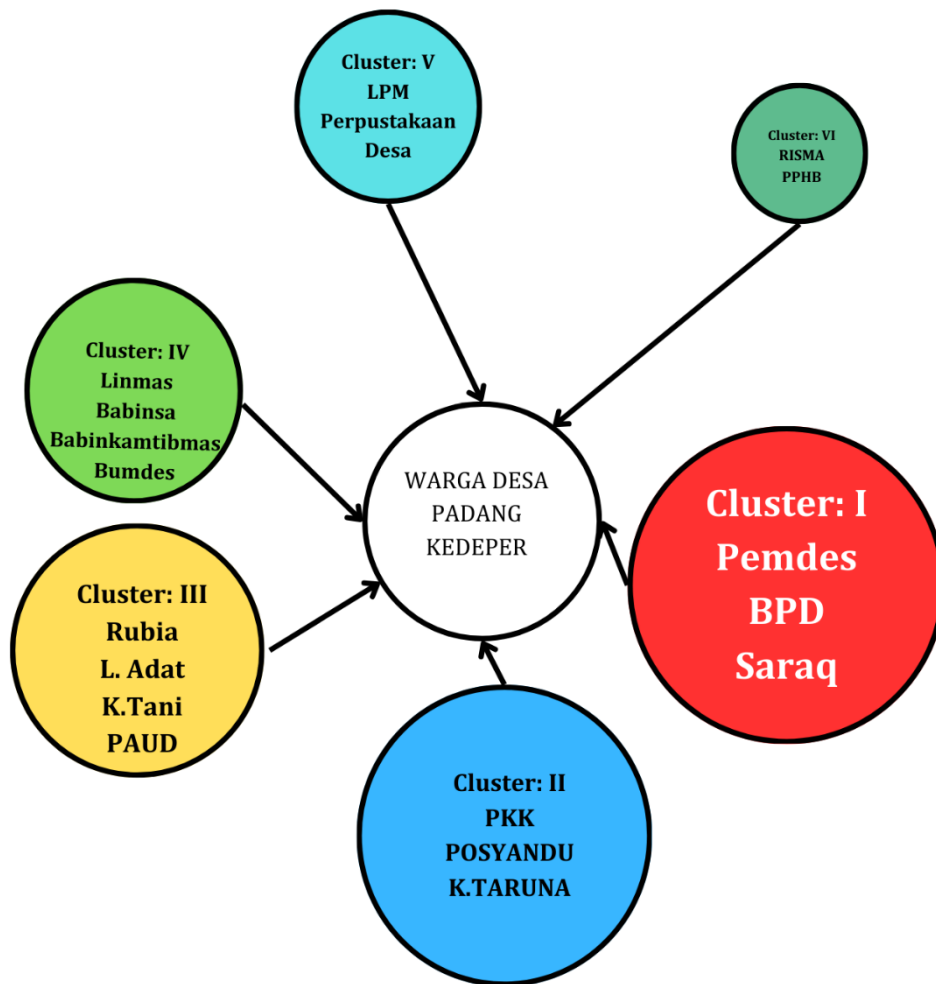 Cluster: V
LPM
Perpustakaan
Desa
Cluster: VI
RISMA
PPHB
Cluster: IV
Linmas
Babinsa
Babinkamtibmas
Bumdes
WARGA DESA
PADANG
KEDEPER
Cluster: I
Pemdes
BPD
Saraq
Cluster: III
Rubia
L. Adat
K.Tani
PAUD
Cluster: II
PKK
POSYANDU
K.TARUNA